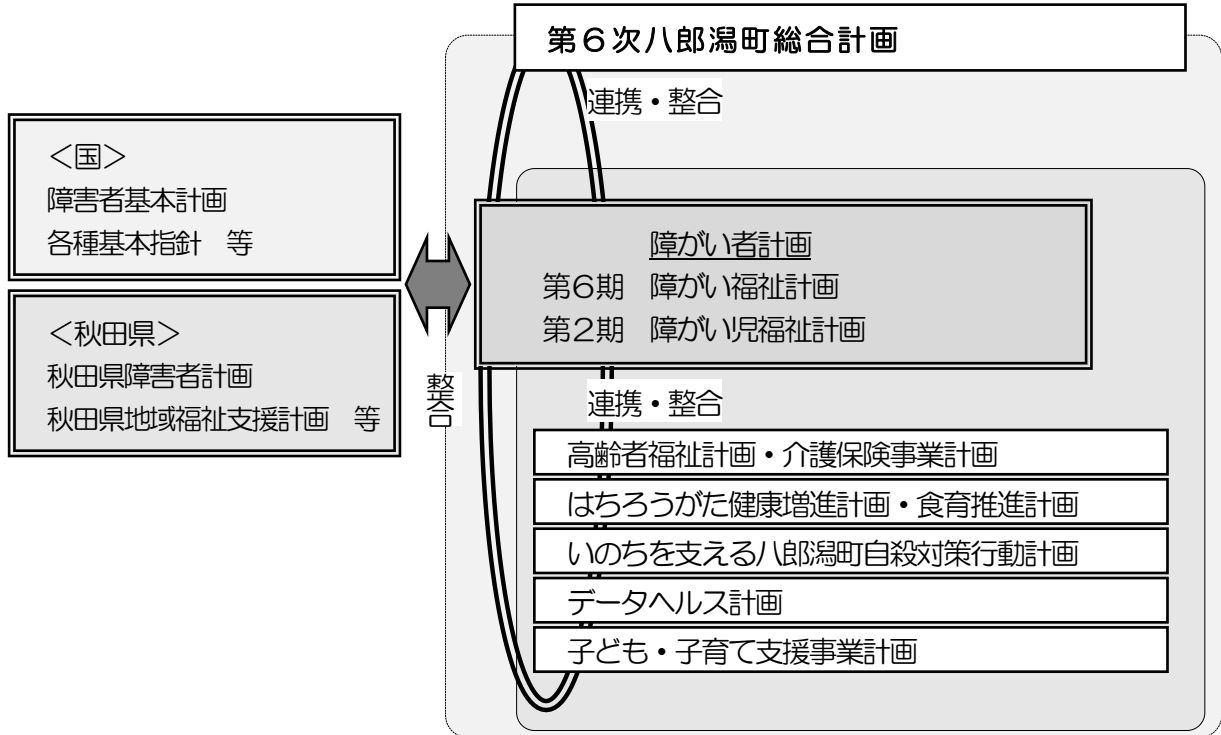 第６次八郎潟町総合計画
連携・整合
＜国＞
障害者基本計画
各種基本指針　等
＜秋田県＞
秋田県障害者計画
秋田県地域福祉支援計画　等
整合
障がい者計画
第６期　障がい福祉計画
第２期　障がい児福祉計画
連携・整合
高齢者福祉計画・介護保険事業計画
はちろうがた健康増進計画・食育推進計画
いのちを支える八郎潟町自殺対策行動計画
データヘルス計画
子ども・子育て支援事業計画